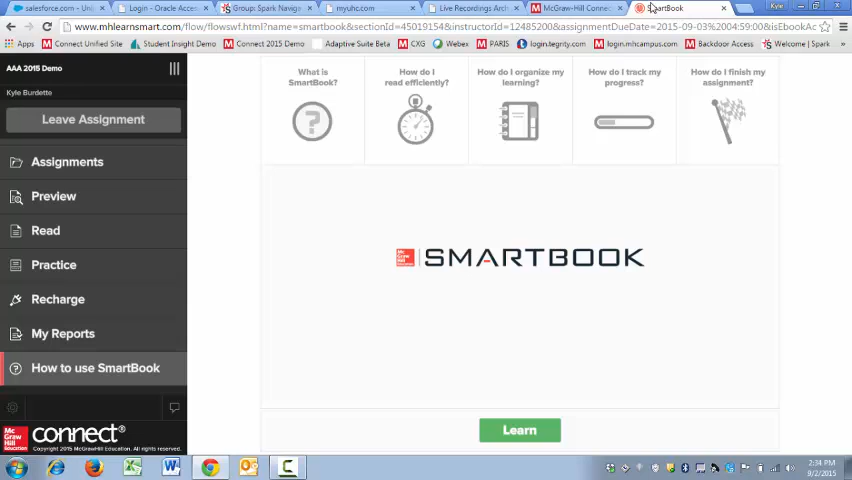 salesforce.com - Uni
Login - Oracle Acces
Group: Spark Naviga
myuhc.com
Live Recordings Arch
McGraw-Hill Connec
SmartBook
Kyle
www.mhlearnsmart.com/flow/flowswf.html?name=smartbook&sectionId=45019154&instructorId=12485200&assignmentDueDate=2015-09-03%2004:59:00&isEbookAc
Apps
Connect Unified Site
Student Insight Demo
Connect 2015 Demo
Adaptive Suite Beta
CXG
Webex
PARIS
login.tegrity.com
login.mhcampus.com
Backdoor Access
Welcome | Spark
»
AAA 2015 Demo
Kyle Burdette
Leave Assignment
Assignments
Preview
Read
Practice
Recharge
My Reports
How to use SmartBook
Mc
Graw
Hill
Education
connect®
Copyright 2015 McGrawHill Education. All rights reserved.
What is
SmartBook?
How do I
read efficiently?
How do I organize my
learning?
How do I track my
progress?
How do I finish my
assignment?
SMARTBOOK
Learn
2:34 PM
9/2/2015